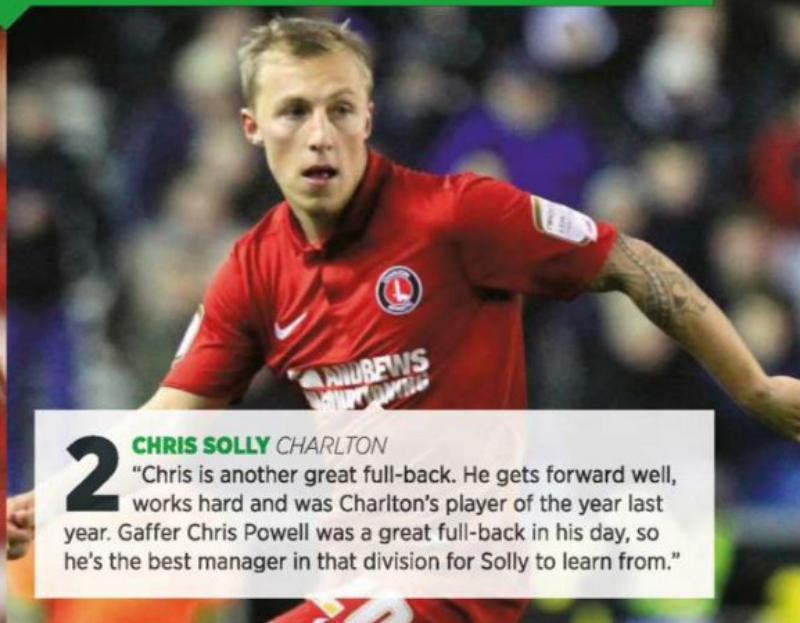 ANDREWS
2
CHRIS SOLLY CHARLTON
“Chris is another great full-back. He gets forward well,
works hard and was Charlton’s player of the year last
year. Gaffer Chris Powell was a great full-back in his day, so
he’s the best manager in that division for Solly to learn from.”